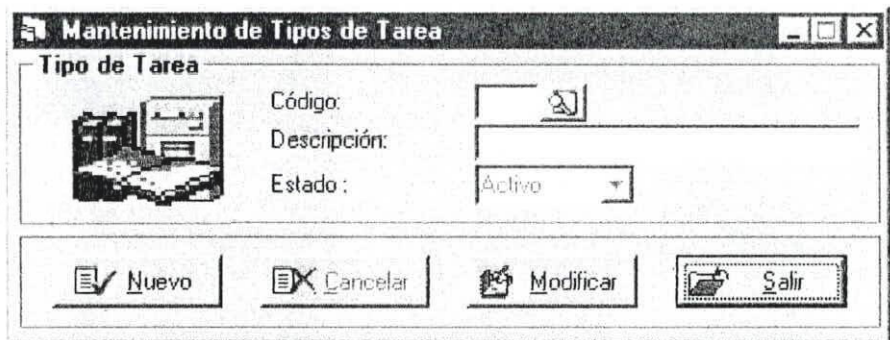 Mantenimiento de Tipos de Tarea
Tipo de Tarea
Código:
Descripción:
Estado :
Activo
Nuevo
Cancelar
Modificar
Salir